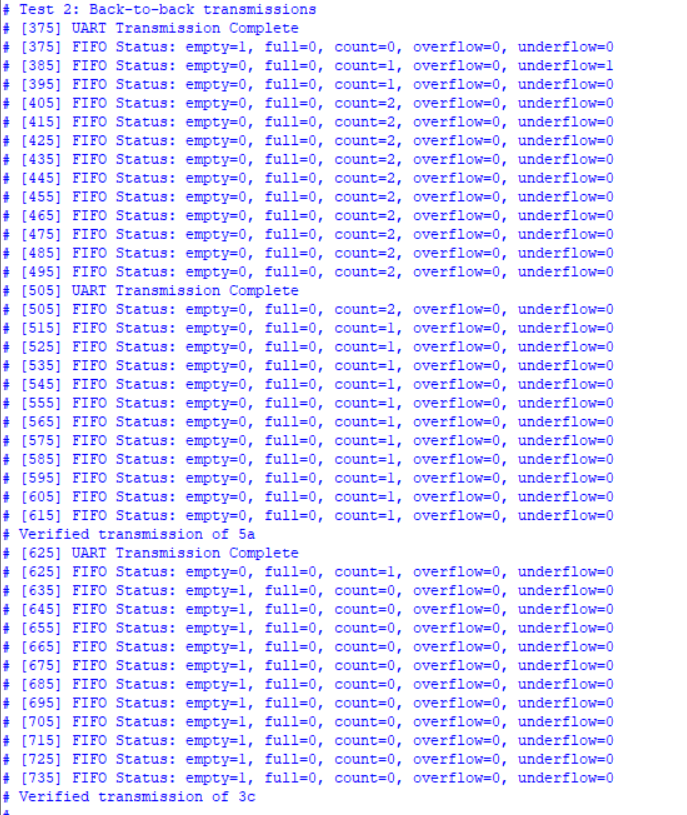 # Test 2: Back-to-back transmissions
# [375] UART Transmission Complete
# [375] FIFO Status: empty=1, full=0, count=0, overflow=0, underflow=0
# [385] FIFO Status: empty=0, full=0, count=1, overflow=0, underflow=1
# [395] FIFO Status: empty=0, full=0, count=1, overflow=0, underflow=0
# [405] FIFO Status: empty=0, full=0, count=2, overflow=0, underflow=0
# [415] FIFO Status: empty=0, full=0, count=2, overflow=0, underflow=0
# [425] FIFO Status: empty=0, full=0, count=2, overflow=0, underflow=0
# [435] FIFO Status: empty=0, full=0, count=2, overflow=0, underflow=0
# [445] FIFO Status: empty=0, full=0, count=2, overflow=0, underflow=0
# [455] FIFO Status: empty=0, full=0, count=2, overflow=0, underflow=0
# [465] FIFO Status: empty=0, full=0, count=2, overflow=0, underflow=0
# [475] FIFO Status: empty=0, full=0, count=2, overflow=0, underflow=0
# [485] FIFO Status: empty=0, full=0, count=2, overflow=0, underflow=0
# [495] FIFO Status: empty=0, full=0, count=2, overflow=0, underflow=0
# [505] UART Transmission Complete
# [505] FIFO Status: empty=0, full=0, count=2, overflow=0, underflow=0
# [515] FIFO Status: empty=0, full=0, count=1, overflow=0, underflow=0
# [525] FIFO Status: empty=0, full=0, count=1, overflow=0, underflow=0
# [535] FIFO Status: empty=0, full=0, count=1, overflow=0, underflow=0
# [545] FIFO Status: empty=0, full=0, count=1, overflow=0, underflow=0
# [555] FIFO Status: empty=0, full=0, count=1, overflow=0, underflow=0
# [565] FIFO Status: empty=0, full=0, count=1, overflow=0, underflow=0
# [575] FIFO Status: empty=0, full=0, count=1, overflow=0, underflow=0
# [585] FIFO Status: empty=0, full=0, count=1, overflow=0, underflow=0
# [595] FIFO Status: empty=0, full=0, count=1, overflow=0, underflow=0
# [605] FIFO Status: empty=0, full=0, count=1, overflow=0, underflow=0
# [615] FIFO Status: empty=0, full=0, count=1, overflow=0, underflow=0
# Verified transmission of 5a
# [625] UART Transmission Complete
# [625] FIFO Status: empty=0, full=0, count=1, overflow=0, underflow=0
# [635] FIFO Status: empty=1, full=0, count=0, overflow=0, underflow=0
# [645] FIFO Status: empty=1, full=0, count=0, overflow=0, underflow=0
# [655] FIFO Status: empty=1, full=0, count=0, overflow=0, underflow=0
# [665] FIFO Status: empty=1, full=0, count=0, overflow=0, underflow=0
# [675] FIFO Status: empty=1, full=0, count=0, overflow=0, underflow=0
# [685] FIFO Status: empty=1, full=0, count=0, overflow=0, underflow=0
# [695] FIFO Status: empty=1, full=0, count=0, overflow=0, underflow=0
# [705] FIFO Status: empty=1, full=0, count=0, overflow=0, underflow=0
# [715] FIFO Status: empty=1, full=0, count=0, overflow=0, underflow=0
# [725] FIFO Status: empty=1, full=0, count=0, overflow=0, underflow=0
# [735] FIFO Status: empty=1, full=0, count=0, overflow=0, underflow=0
# Verified transmission of 3c
#